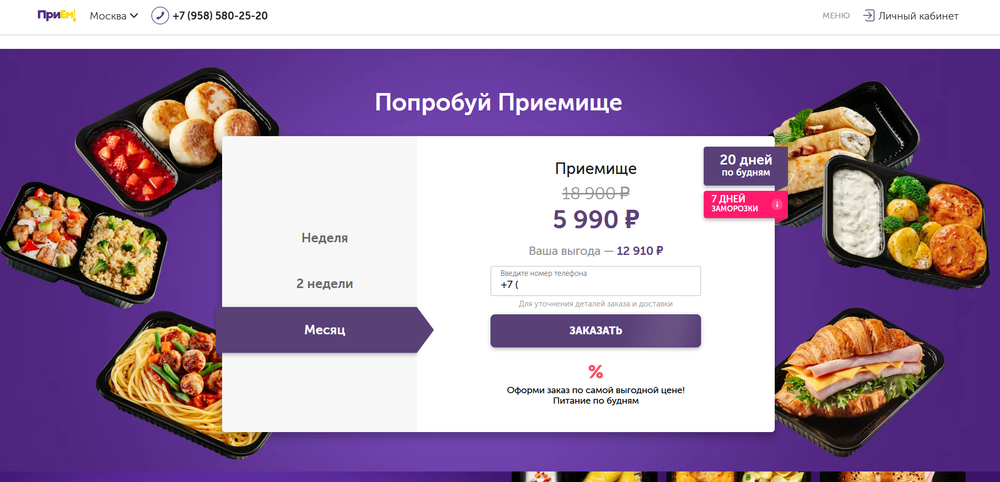 ПриЕм!
Москва
+7 (958) 580-25-20
МЕНЮ
Личный кабинет
Попробуй Приемище
Неделя
2 недели
Месяц
Приемище
18 900 ₽
5 990 ₽
Ваша выгода — 12 910 ₽
Введите номер телефона
+7 (
Для уточнения деталей заказа и доставки
ЗАКАЗАТЬ
%
Оформи заказ по самой выгодной цене!
Питание по будням
20 дней
по будням
7 ДНЕЙ
ЗАМОРОЗКИ
i